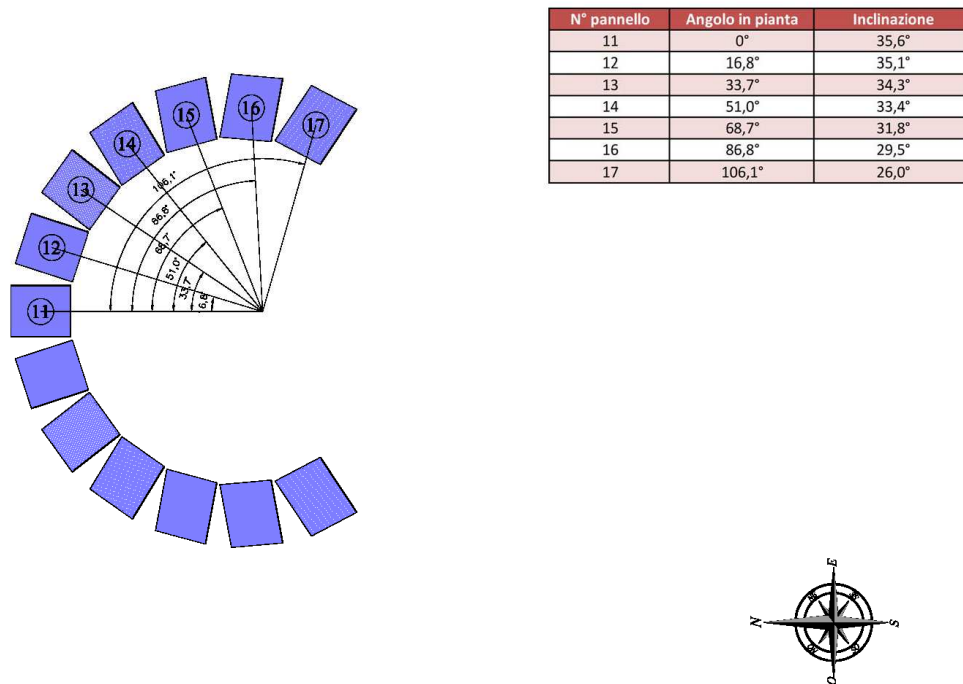 N° pannello Angolo in pianta Inclinazione
11 0° 35,6°
12 16,8° 35,1°
13 33,7° 34,3°
14 51,0° 33,4°
15 68,7° 31,8°
16 86,8° 29,5°
17 106,1° 26,0°
16
15
17
14
106,1°
13
86,8°
68,7°
12
51,0°
33,7°
11
E
N
S
O